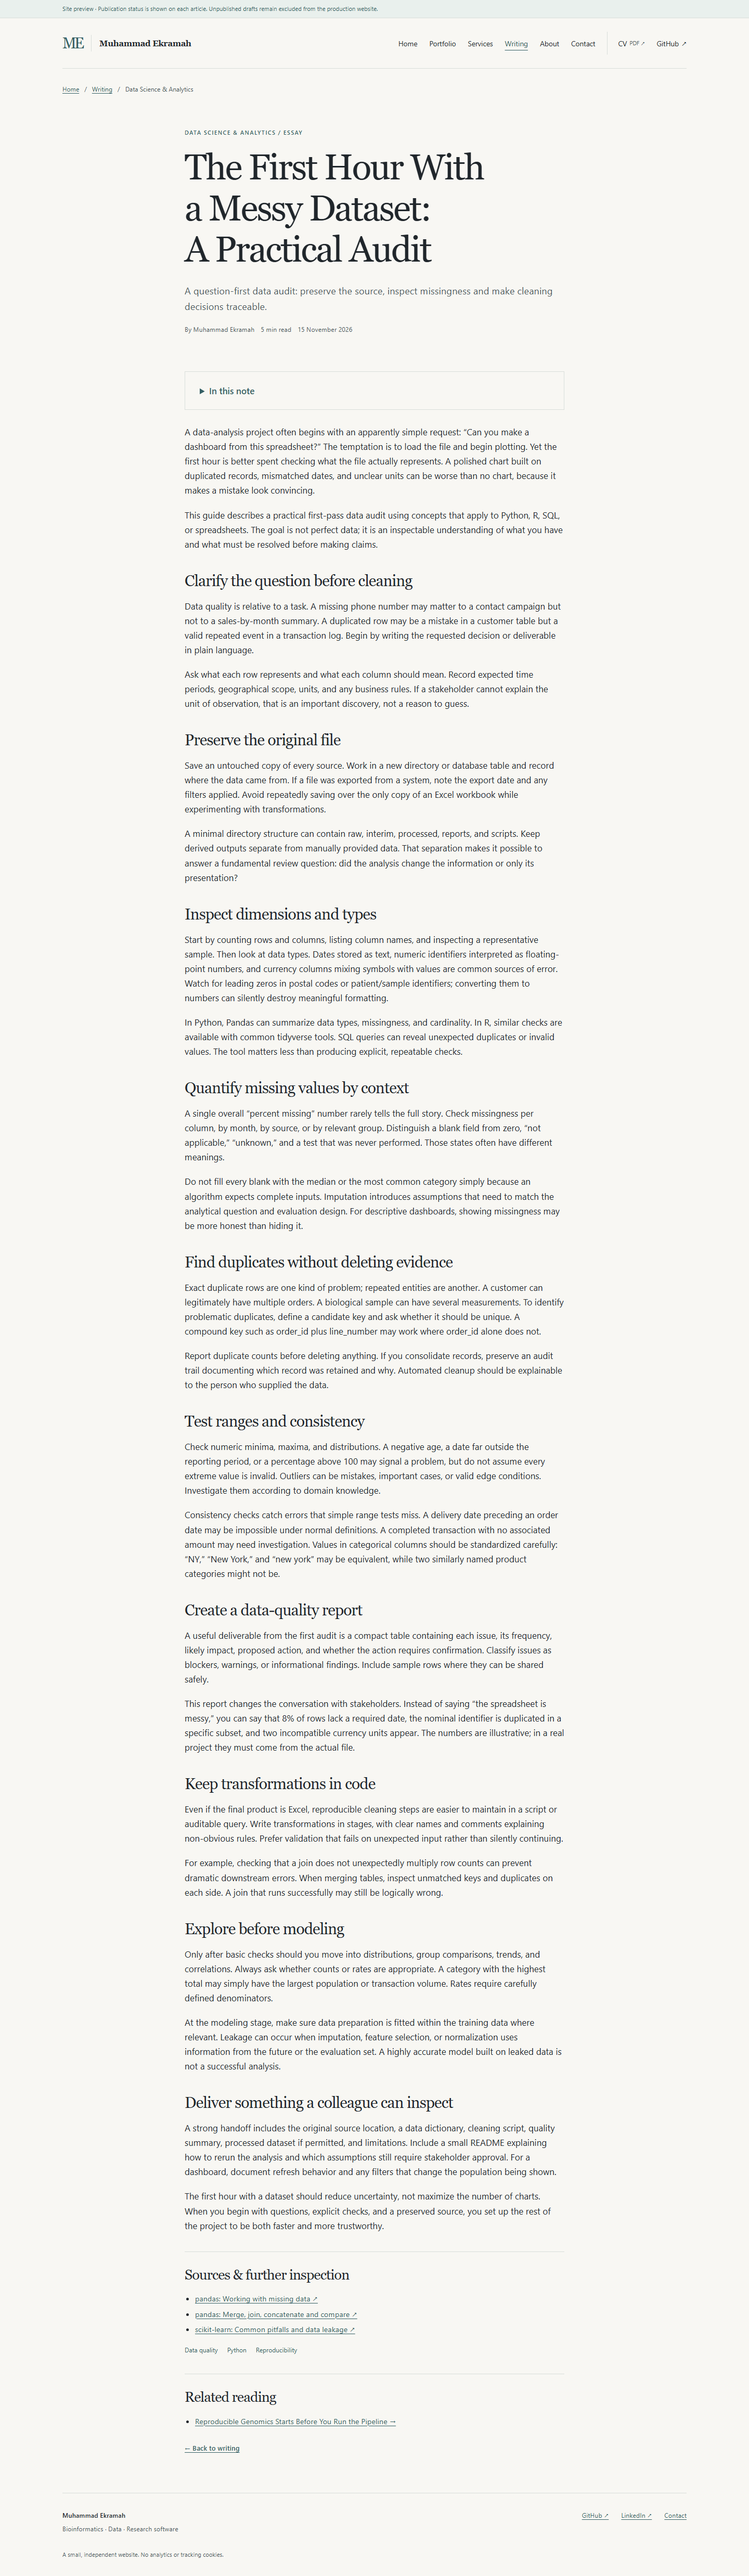 Site preview · Publication status is shown on each article. Unpublished drafts remain excluded from the production website.
ME
Muhammad Ekramah
Home Portfolio Services Writing About Contact CV PDF ↗ GitHub ↗
Home / Writing / Data Science & Analytics
DATA SCIENCE & ANALYTICS / ESSAY
The First Hour With
a Messy Dataset:
A Practical Audit
A question-first data audit: preserve the source, inspect missingness and make cleaning
decisions traceable.
By Muhammad Ekramah 5 min read 15 November 2026
▶ In this note
A data-analysis project often begins with an apparently simple request: “Can you make a
dashboard from this spreadsheet?” The temptation is to load the file and begin plotting. Yet the
first hour is better spent checking what the file actually represents. A polished chart built on
duplicated records, mismatched dates, and unclear units can be worse than no chart, because it
makes a mistake look convincing.
This guide describes a practical first-pass data audit using concepts that apply to Python, R, SQL,
or spreadsheets. The goal is not perfect data; it is an inspectable understanding of what you have
and what must be resolved before making claims.
Clarify the question before cleaning
Data quality is relative to a task. A missing phone number may matter to a contact campaign but
not to a sales-by-month summary. A duplicated row may be a mistake in a customer table but a
valid repeated event in a transaction log. Begin by writing the requested decision or deliverable
in plain language.
Ask what each row represents and what each column should mean. Record expected time
periods, geographical scope, units, and any business rules. If a stakeholder cannot explain the
unit of observation, that is an important discovery, not a reason to guess.
Preserve the original file
Save an untouched copy of every source. Work in a new directory or database table and record
where the data came from. If a file was exported from a system, note the export date and any
filters applied. Avoid repeatedly saving over the only copy of an Excel workbook while
experimenting with transformations.
A minimal directory structure can contain raw, interim, processed, reports, and scripts. Keep
derived outputs separate from manually provided data. That separation makes it possible to
answer a fundamental review question: did the analysis change the information or only its
presentation?
Inspect dimensions and types
Start by counting rows and columns, listing column names, and inspecting a representative
sample. Then look at data types. Dates stored as text, numeric identifiers interpreted as floating-
point numbers, and currency columns mixing symbols with values are common sources of error.
Watch for leading zeros in postal codes or patient/sample identifiers; converting them to
numbers can silently destroy meaningful formatting.
In Python, Pandas can summarize data types, missingness, and cardinality. In R, similar checks are
available with common tidyverse tools. SQL queries can reveal unexpected duplicates or invalid
values. The tool matters less than producing explicit, repeatable checks.
Quantify missing values by context
A single overall “percent missing” number rarely tells the full story. Check missingness per
column, by month, by source, or by relevant group. Distinguish a blank field from zero, “not
applicable,” “unknown,” and a test that was never performed. Those states often have different
meanings.
Do not fill every blank with the median or the most common category simply because an
algorithm expects complete inputs. Imputation introduces assumptions that need to match the
analytical question and evaluation design. For descriptive dashboards, showing missingness may
be more honest than hiding it.
Find duplicates without deleting evidence
Exact duplicate rows are one kind of problem; repeated entities are another. A customer can
legitimately have multiple orders. A biological sample can have several measurements. To identify
problematic duplicates, define a candidate key and ask whether it should be unique. A
compound key such as order_id plus line_number may work where order_id alone does not.
Report duplicate counts before deleting anything. If you consolidate records, preserve an audit
trail documenting which record was retained and why. Automated cleanup should be explainable
to the person who supplied the data.
Test ranges and consistency
Check numeric minima, maxima, and distributions. A negative age, a date far outside the
reporting period, or a percentage above 100 may signal a problem, but do not assume every
extreme value is invalid. Outliers can be mistakes, important cases, or valid edge conditions.
Investigate them according to domain knowledge.
Consistency checks catch errors that simple range tests miss. A delivery date preceding an order
date may be impossible under normal definitions. A completed transaction with no associated
amount may need investigation. Values in categorical columns should be standardized carefully:
“NY,” “New York,” and “new york” may be equivalent, while two similarly named product
categories might not be.
Create a data-quality report
A useful deliverable from the first audit is a compact table containing each issue, its frequency,
likely impact, proposed action, and whether the action requires confirmation. Classify issues as
blockers, warnings, or informational findings. Include sample rows where they can be shared
safely.
This report changes the conversation with stakeholders. Instead of saying “the spreadsheet is
messy,” you can say that 8% of rows lack a required date, the nominal identifier is duplicated in a
specific subset, and two incompatible currency units appear. The numbers are illustrative; in a real
project they must come from the actual file.
Keep transformations in code
Even if the final product is Excel, reproducible cleaning steps are easier to maintain in a script or
auditable query. Write transformations in stages, with clear names and comments explaining
non-obvious rules. Prefer validation that fails on unexpected input rather than silently continuing.
For example, checking that a join does not unexpectedly multiply row counts can prevent
dramatic downstream errors. When merging tables, inspect unmatched keys and duplicates on
each side. A join that runs successfully may still be logically wrong.
Explore before modeling
Only after basic checks should you move into distributions, group comparisons, trends, and
correlations. Always ask whether counts or rates are appropriate. A category with the highest
total may simply have the largest population or transaction volume. Rates require carefully
defined denominators.
At the modeling stage, make sure data preparation is fitted within the training data where
relevant. Leakage can occur when imputation, feature selection, or normalization uses
information from the future or the evaluation set. A highly accurate model built on leaked data is
not a successful analysis.
Deliver something a colleague can inspect
A strong handoff includes the original source location, a data dictionary, cleaning script, quality
summary, processed dataset if permitted, and limitations. Include a small README explaining
how to rerun the analysis and which assumptions still require stakeholder approval. For a
dashboard, document refresh behavior and any filters that change the population being shown.
The first hour with a dataset should reduce uncertainty, not maximize the number of charts.
When you begin with questions, explicit checks, and a preserved source, you set up the rest of
the project to be both faster and more trustworthy.
Sources & further inspection
• pandas: Working with missing data ↗
• pandas: Merge, join, concatenate and compare ↗
• scikit-learn: Common pitfalls and data leakage ↗
Data quality Python Reproducibility
Related reading
• Reproducible Genomics Starts Before You Run the Pipeline →
← Back to writing
Muhammad Ekramah
GitHub ↗ LinkedIn ↗ Contact
Bioinformatics · Data · Research software
A small, independent website. No analytics or tracking cookies.